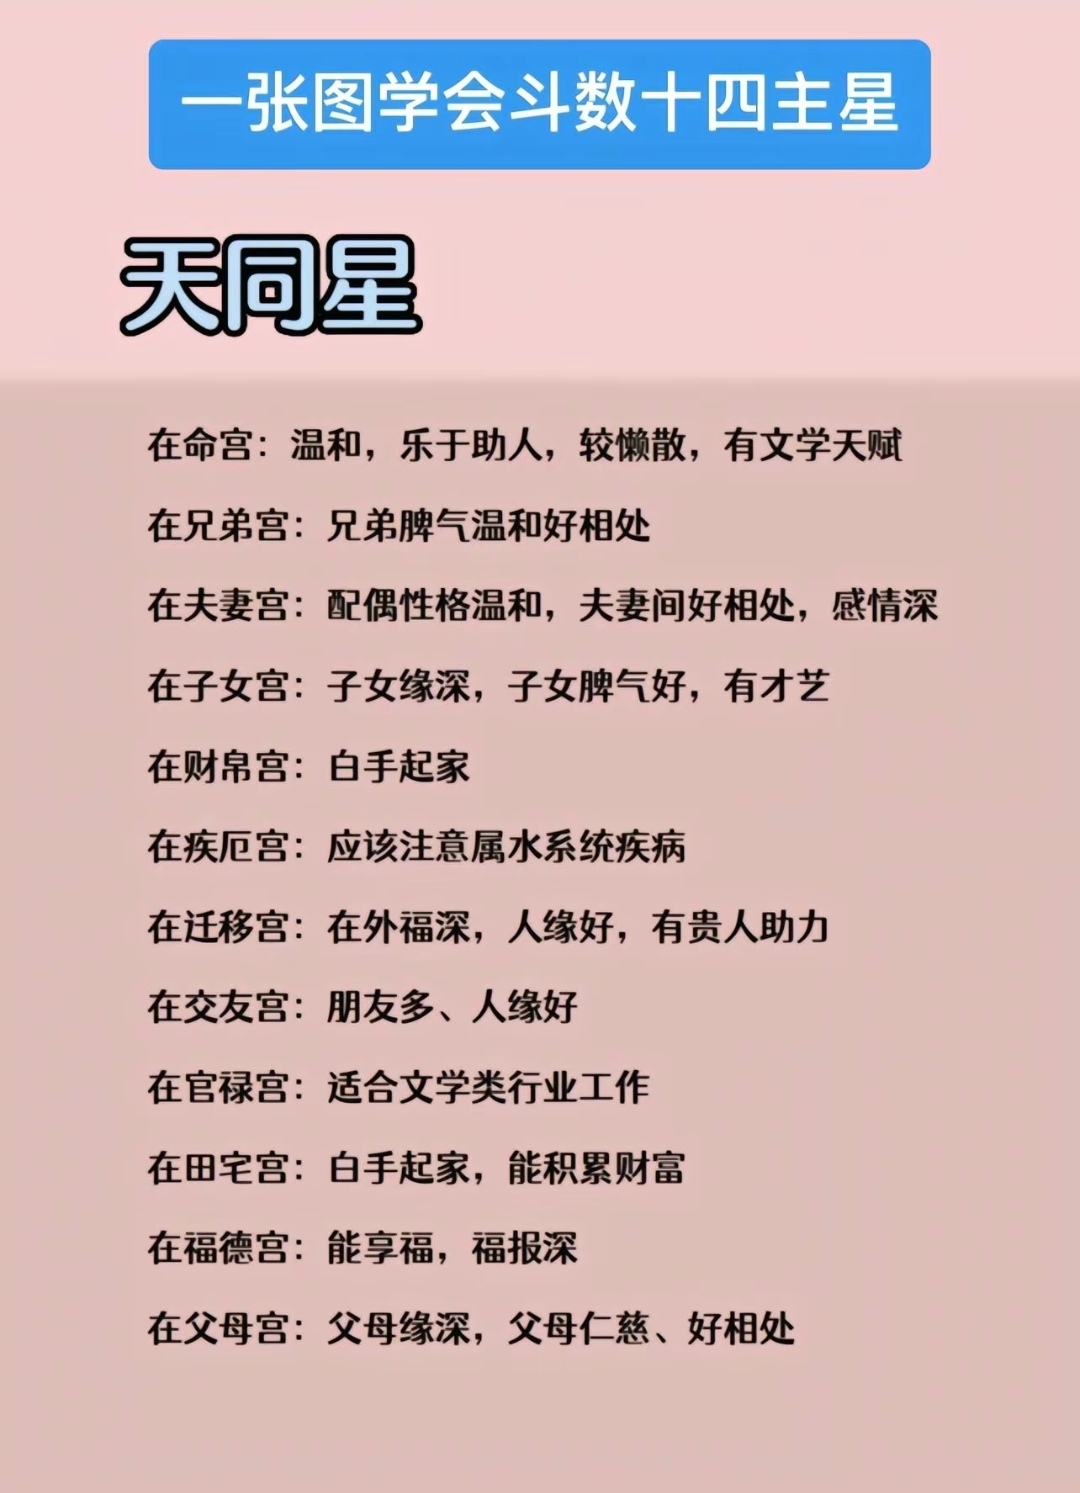 一张图学会斗数十四主星
天同星
在命宫：温和，乐于助人，较懒散，有文学天赋
在兄弟宫：兄弟脾气温和好相处
在夫妻宫：配偶性格温和，夫妻间好相处，感情深
在子女宫：子女缘深，子女脾气好，有才艺
在财帛宫：白手起家
在疾厄宫：应该注意属水系统疾病
在迁移宫：在外福深，人缘好，有贵人助力
在交友宫：朋友多、人缘好
在官禄宫：适合文学类行业工作
在田宅宫：白手起家，能积累财富
在福德宫：能享福，福报深
在父母宫：父母缘深，父母仁慈、好相处